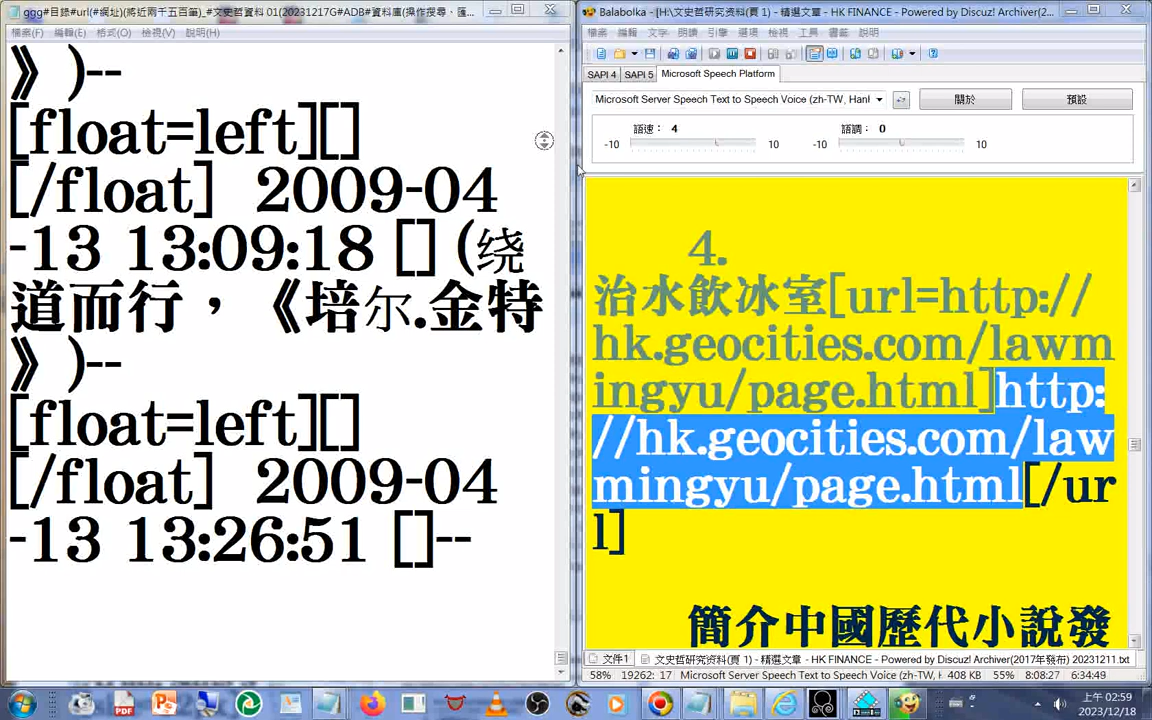 ggg#目錄#url(#網址)(將近兩千五百筆)_#文史哲資料 01(20231217G#ADB#資料庫(操作搜尋、匯...
檔案(F) 編輯(E) 格式(O) 檢視(V) 說明(H)
》 )--
[float=left][]
[/float] 2009-04
-13 13:09:18 [] (绕
道而行，《培尔.金特
》 )--
[float=left][]
[/float] 2009-04
-13 13:26:51 []--
Balabolka - [H:\文史哲研究资料(頁 1) - 精選文章 - HK FINANCE - Powered by Discuz! Archiver(2...
檔案 編輯 文字 朗讀 引擎 選項 檢視 工具 書籤 說明
SAPI 4 SAPI 5 Microsoft Speech Platform
Microsoft Server Speech Text to Speech Voice (zh-TW, Hanl 關於 預設
語速： 4 語調： 0
-10 10 -10 10
4.
治水飲冰室[url=http://
hk.geocities.com/lawm
ingyu/page.html]http:
//hk.geocities.com/law
mingyu/page.html[/ur
l]
簡介中國歷代小說發
文件1 文史哲研究资料(頁 1) - 精選文章 - HK FINANCE - Powered by Discuz! Archiver(2017年發布) 20231211.txt
58% 19262: 17 Microsoft Server Speech Text to Speech Voice (zh-TW, 408 KB 55% 8:08:27 6:34:49
PDF
上午 02:59
2023/12/18